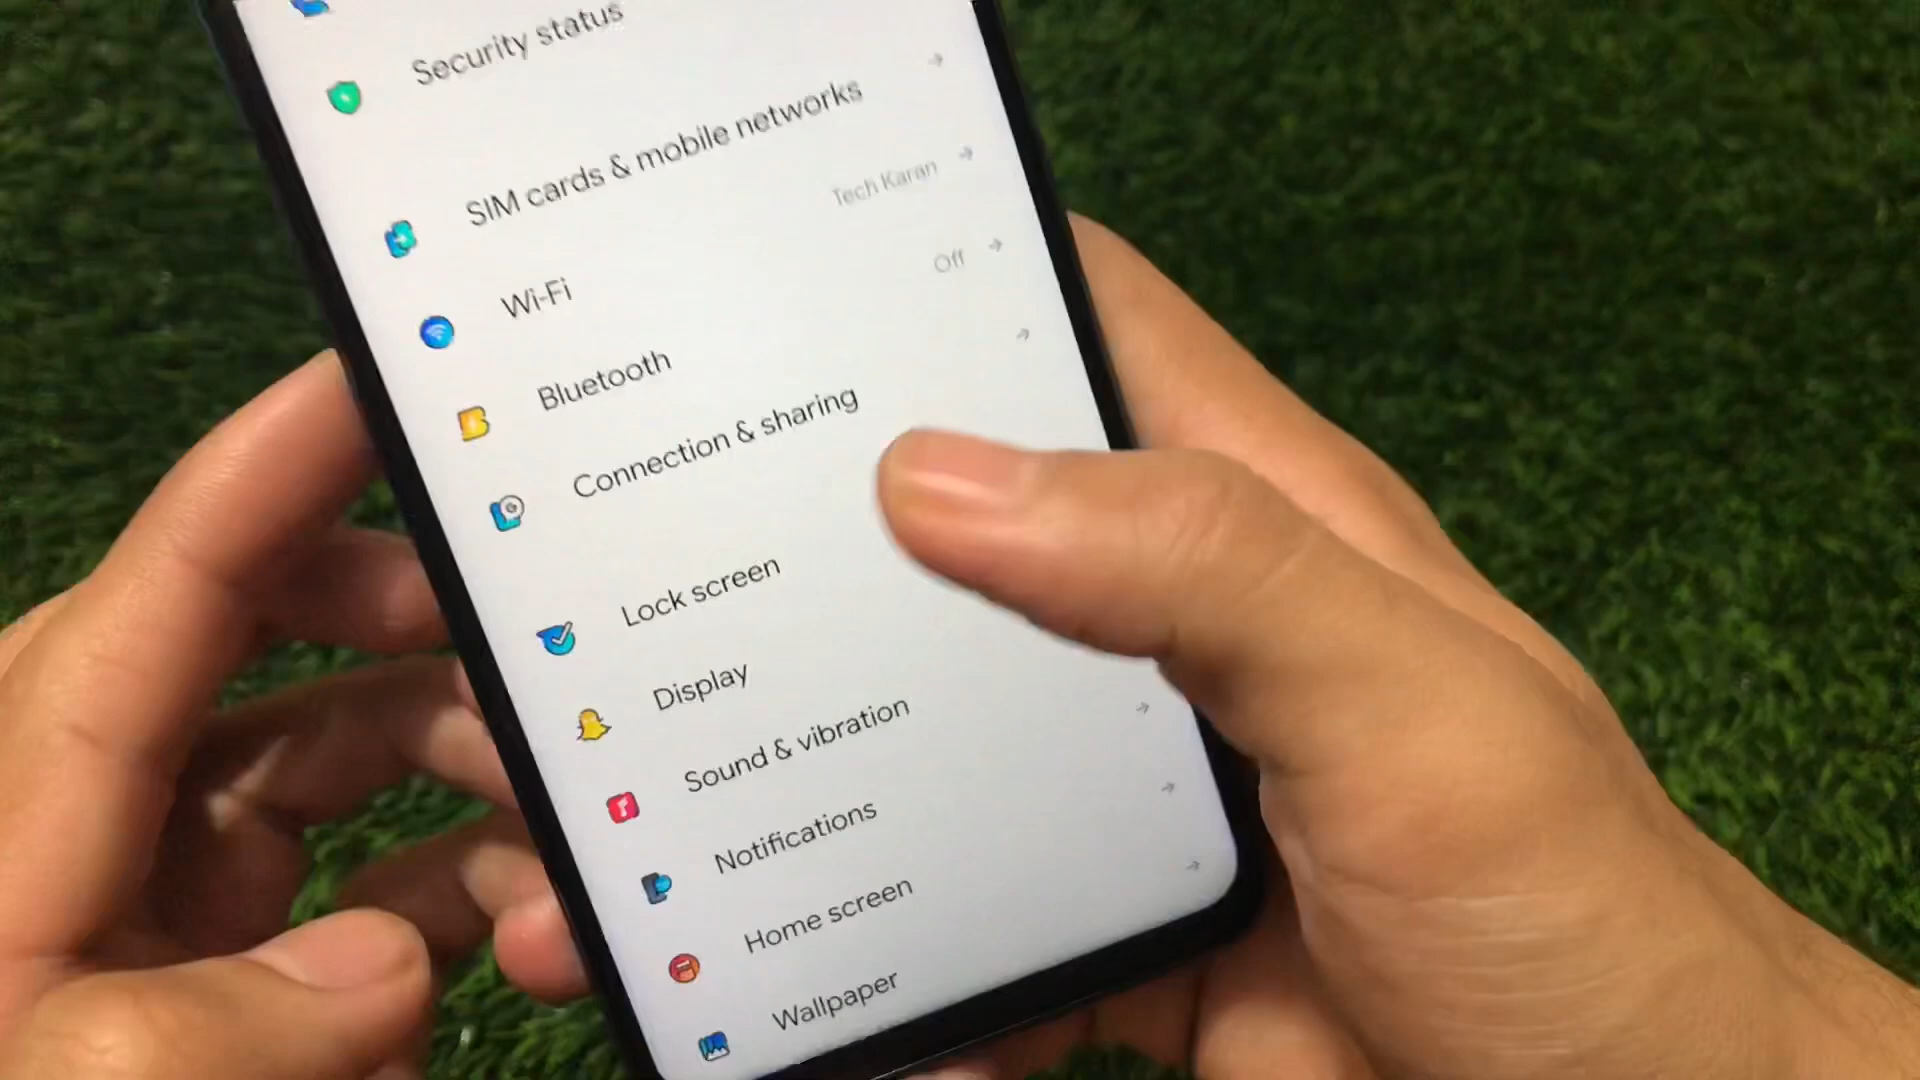 Security status
SIM cards & mobile networks
Wi-Fi
Tech Karan
Bluetooth
Off
Connection & sharing
Lock screen
Display
Sound & vibration
Notifications
Home screen
Wallpaper